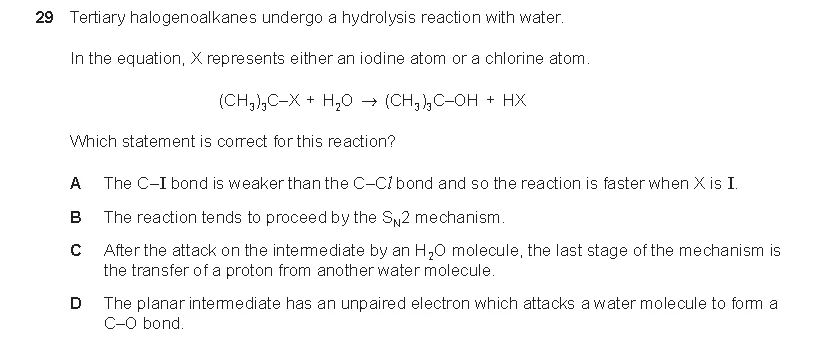 29 Tertiary halogenoalkanes undergo a hydrolysis reaction with water.
In the equation, X represents either an iodine atom or a chlorine atom.
(CH₃)₃C–X + H₂O → (CH₃)₃C–OH + HX
Which statement is correct for this reaction?
A The C–I bond is weaker than the C–Cl bond and so the reaction is faster when X is I.
B The reaction tends to proceed by the S_N2 mechanism.
C After the attack on the intermediate by an H₂O molecule, the last stage of the mechanism is
the transfer of a proton from another water molecule.
D The planar intermediate has an unpaired electron which attacks a water molecule to form a
C–O bond.